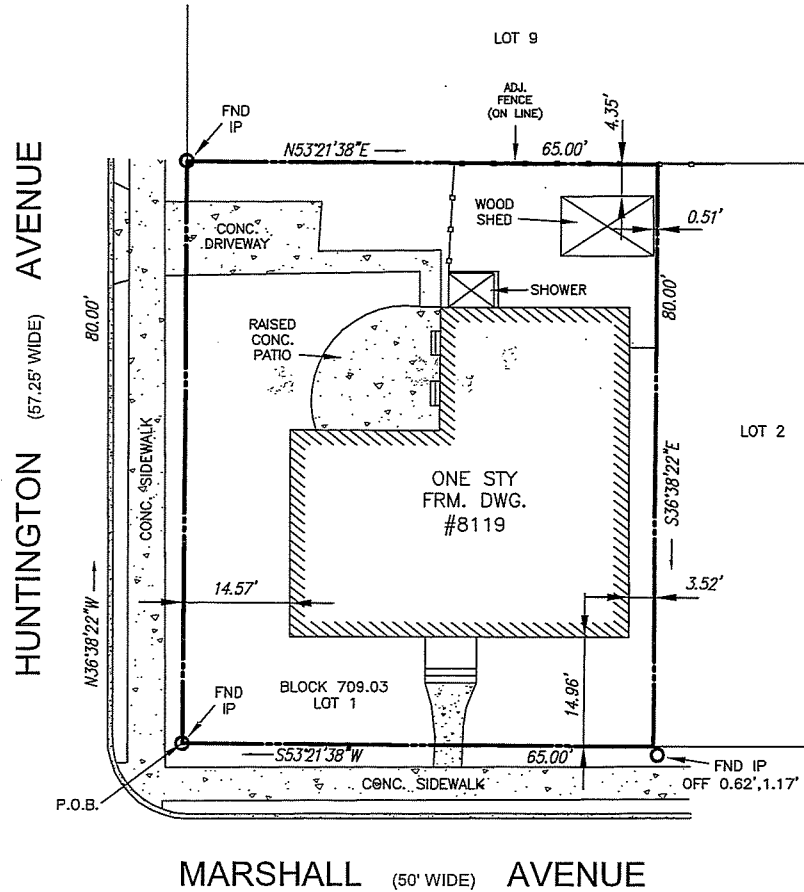 LOT 9
FND
IP
N53°21'38"E
ADJ.
FENCE
(ON LINE)
65.00'
4.35'
WOOD
SHED
0.51'
CONC.
DRIVEWAY
SHOWER
80.00'
80.00'
RAISED
CONC.
PATIO
HUNTINGTON (57.25' WIDE) AVENUE
CONC. SIDEWALK
LOT 2
ONE STY
FRM. DWG.
#8119
S36°38'22"E
N36°38'22"W
14.57'
3.52'
FND
IP
BLOCK 709.03
LOT 1
14.96'
S53°21'38"W
65.00'
FND IP
OFF 0.62',1.17'
CONC. SIDEWALK
P.O.B.
MARSHALL (50' WIDE) AVENUE